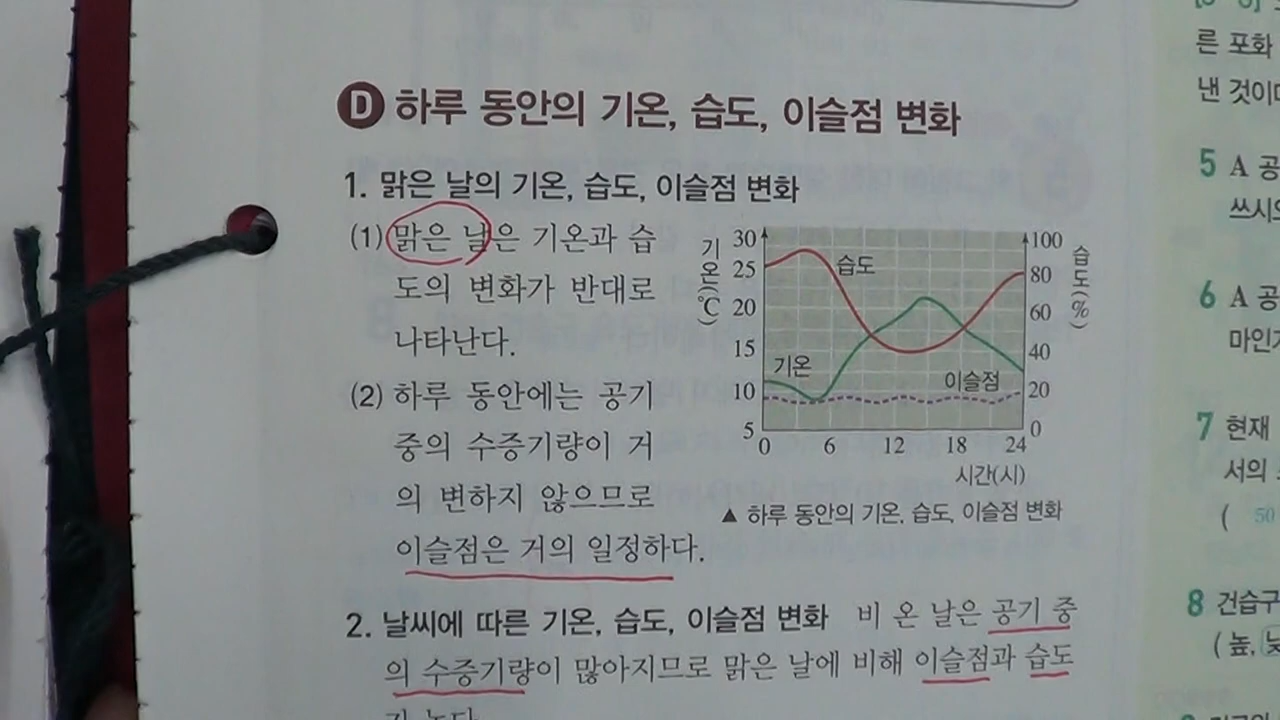 D 하루 동안의 기온, 습도, 이슬점 변화
1. 맑은 날의 기온, 습도, 이슬점 변화
(1) 맑은 날은 기온과 습
도의 변화가 반대로
나타난다.
(2) 하루 동안에는 공기
중의 수증기량이 거
의 변하지 않으므로
이슬점은 거의 일정하다.
기온(℃)
30
25
20
15
10
5
습도
기온
이슬점
100
80
60
40
20
0
습도(%)
0 6 12 18 24
시간(시)
▲ 하루 동안의 기온, 습도, 이슬점 변화
2. 날씨에 따른 기온, 습도, 이슬점 변화 비 온 날은 공기 중
의 수증기량이 많아지므로 맑은 날에 비해 이슬점과 습도
가 높다.
른 포화
낸 것이
5 A 공
쓰시
6 A 공
마인
7 현재
서의
( 50
8 건습구
(높,